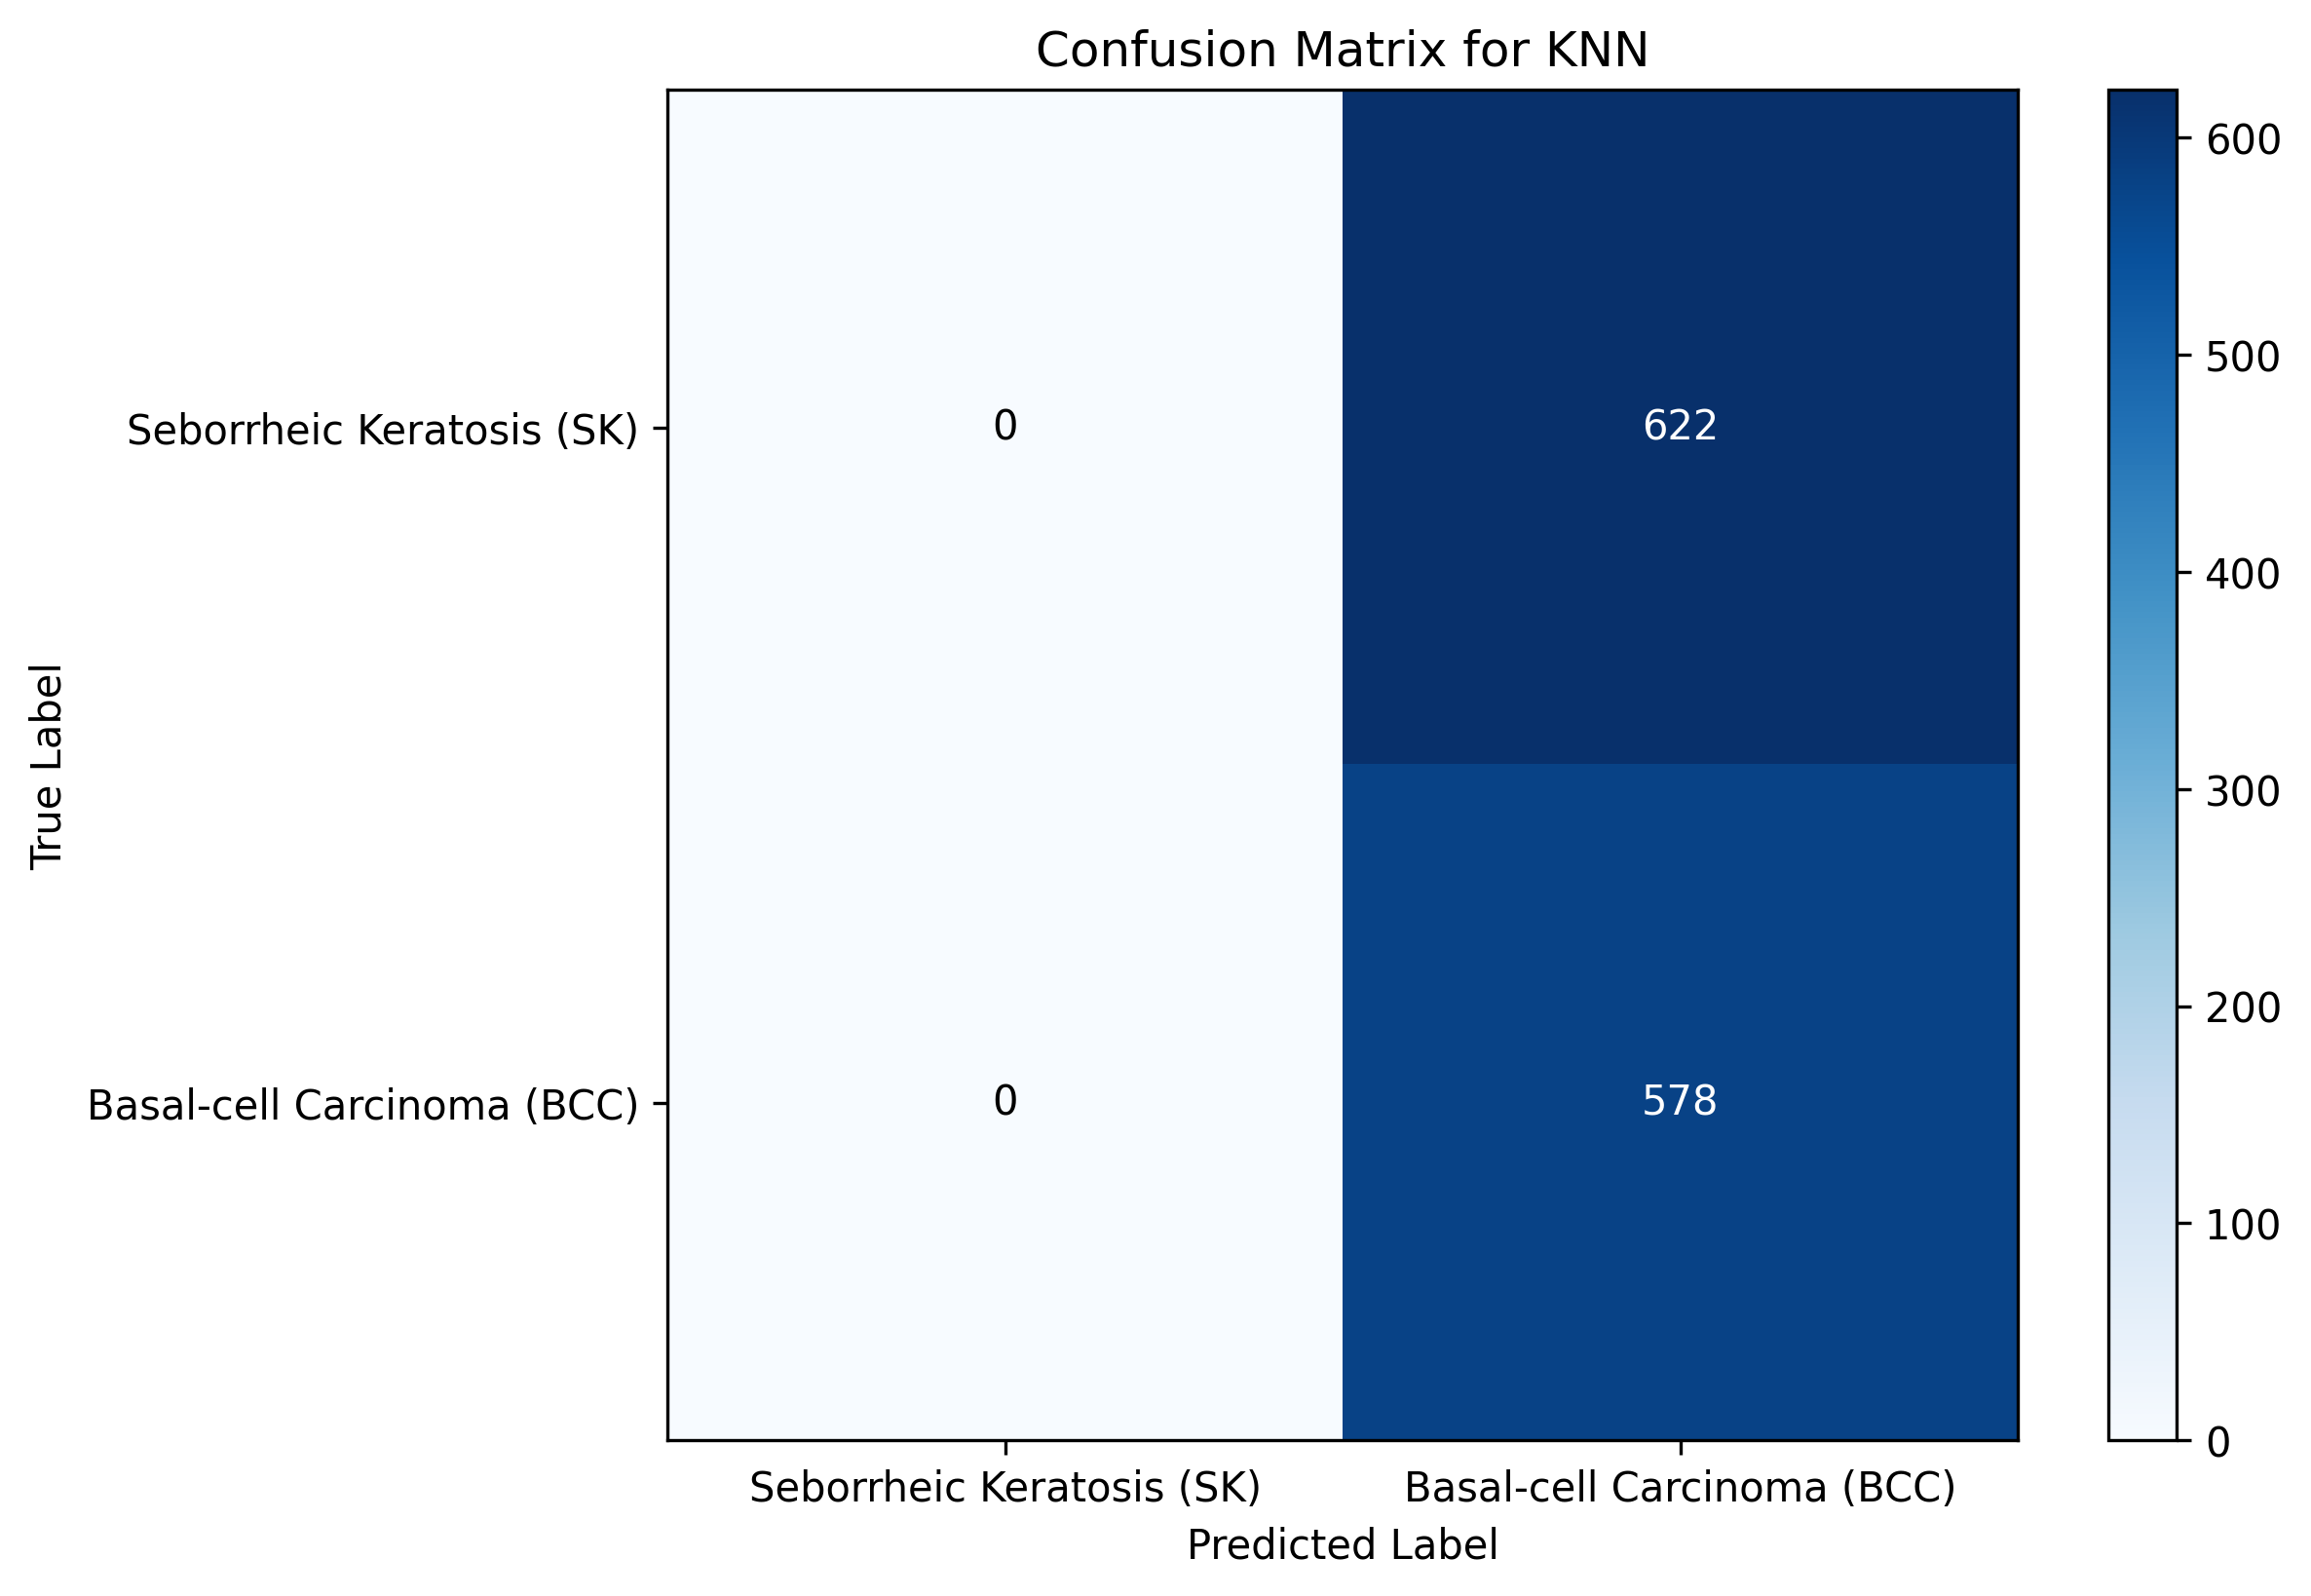 Confusion Matrix for KNN
600
500
400
300
200
100
0
True Label
Seborrheic Keratosis (SK)
0
622
Basal-cell Carcinoma (BCC)
0
578
Seborrheic Keratosis (SK)
Basal-cell Carcinoma (BCC)
Predicted Label